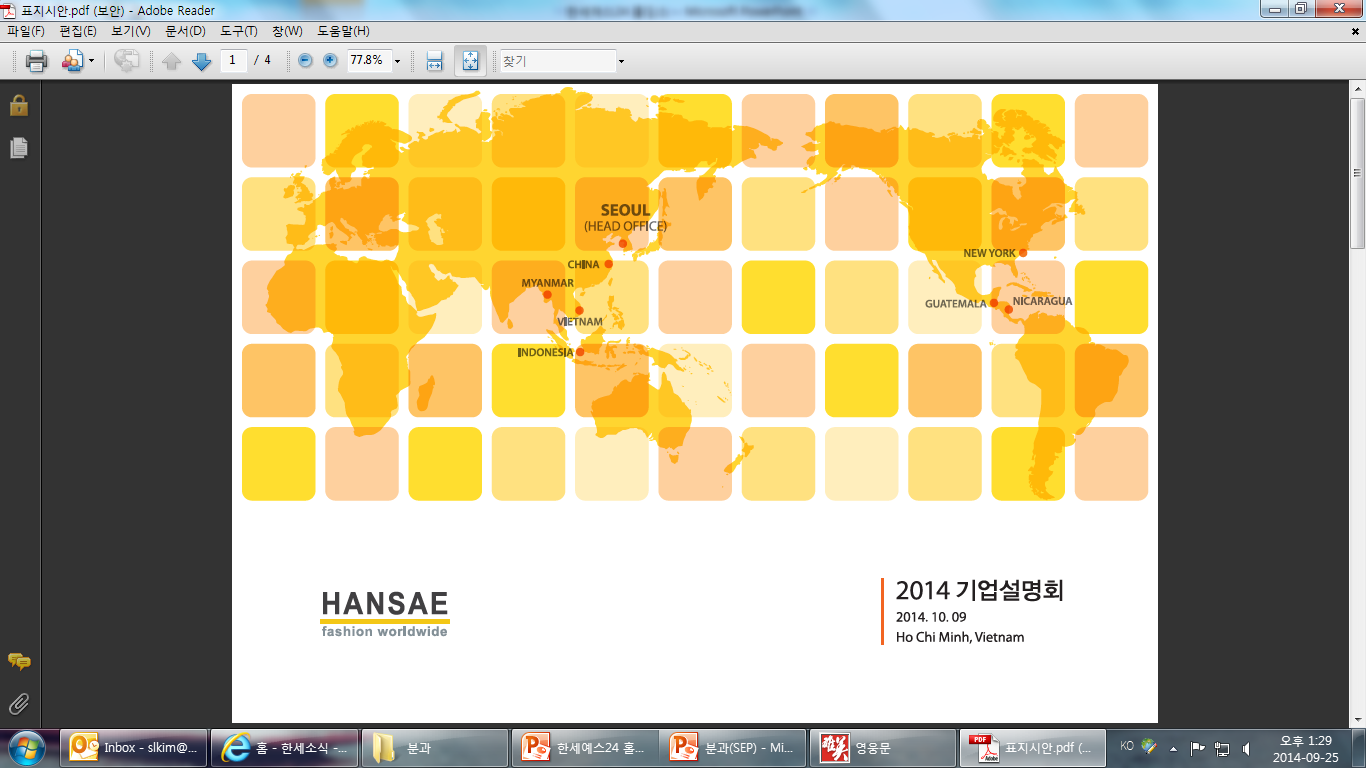 표지시안.pdf (보안) - Adobe Reader
파일(F) 편집(E) 보기(V) 문서(D) 도구(T) 창(W) 도움말(H)
1 / 4 77.8% 찾기
SEOUL
(HEAD OFFICE)
NEW YORK
CHINA
MYANMAR
GUATEMALA
NICARAGUA
VIETNAM
INDONESIA
HANSAE
fashion worldwide
2014 기업설명회
2014. 10. 09
Ho Chi Minh, Vietnam
Inbox - slkim@... 홈 - 한세소식 -... 분과 한세예스24 홀... 분과(SEP) - Mi... 영웅문 표지시안.pdf (... KO 오후 1:29
2014-09-25